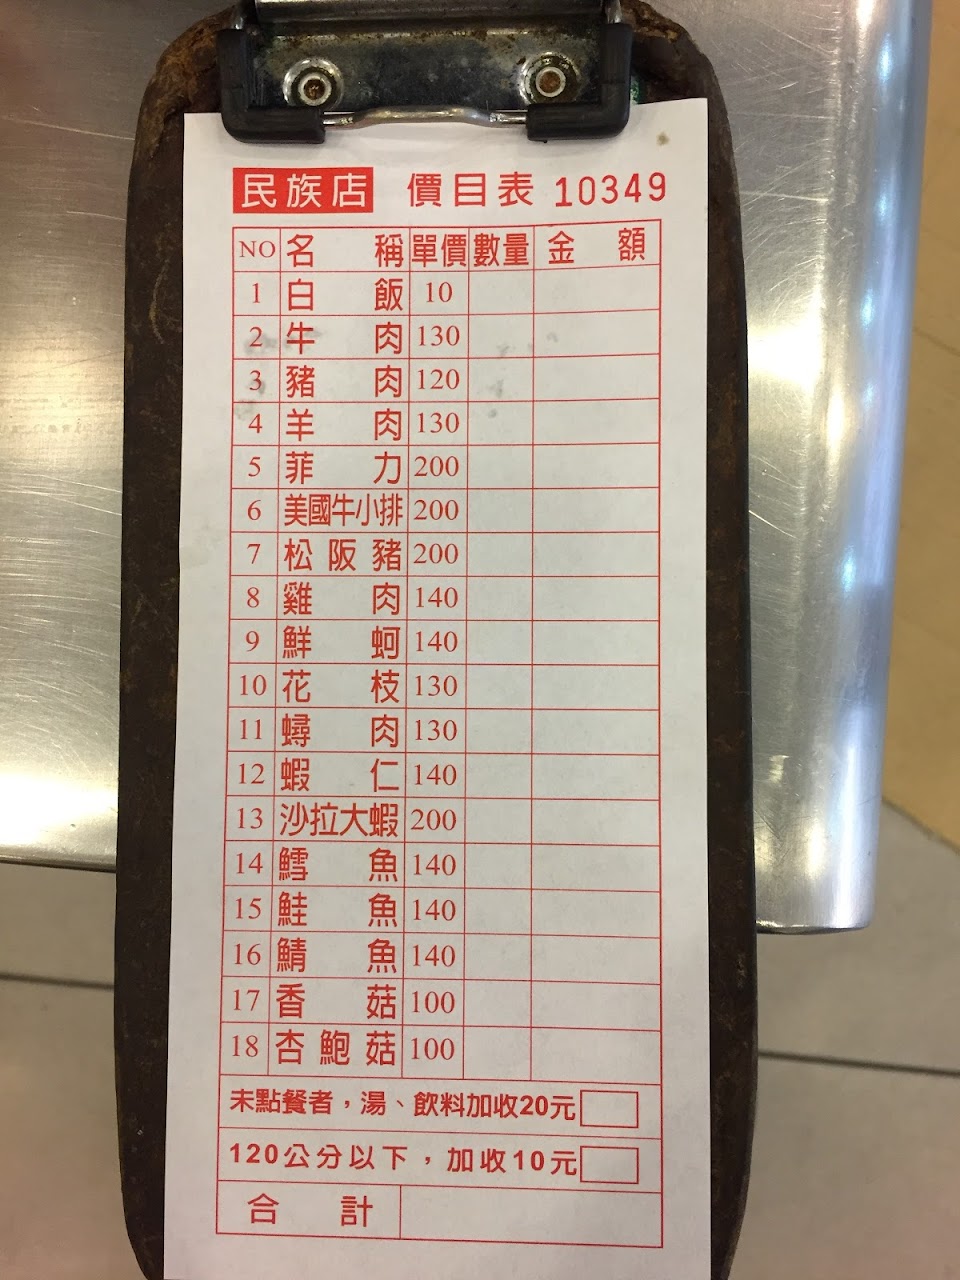 民族店 價目表 10349
NO 名稱 單價 數量 金額
1 白飯 10
2 牛肉 130
3 豬肉 120
4 羊肉 130
5 菲力 200
6 美國牛小排 200
7 松阪豬 200
8 雞肉 140
9 鮮蚵 140
10 花枝 130
11 蟳肉 130
12 蝦仁 140
13 沙拉大蝦 200
14 鱈魚 140
15 鮭魚 140
16 鯖魚 140
17 香菇 100
18 杏鮑菇 100
未點餐者，湯、飲料加收20元
120公分以下，加收10元
合計